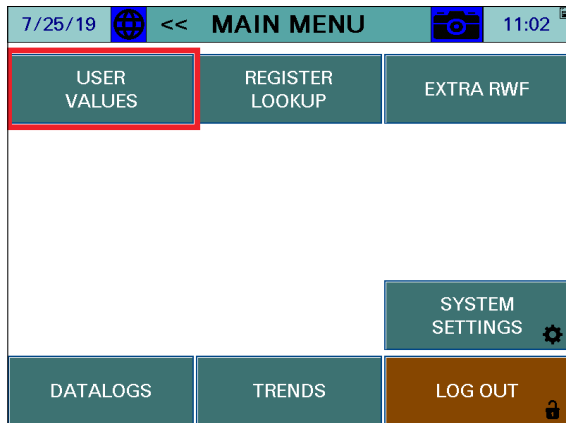 7/25/19 << MAIN MENU 11:02
USER
VALUES
REGISTER
LOOKUP
EXTRA RWF
SYSTEM
SETTINGS
DATALOGS
TRENDS
LOG OUT